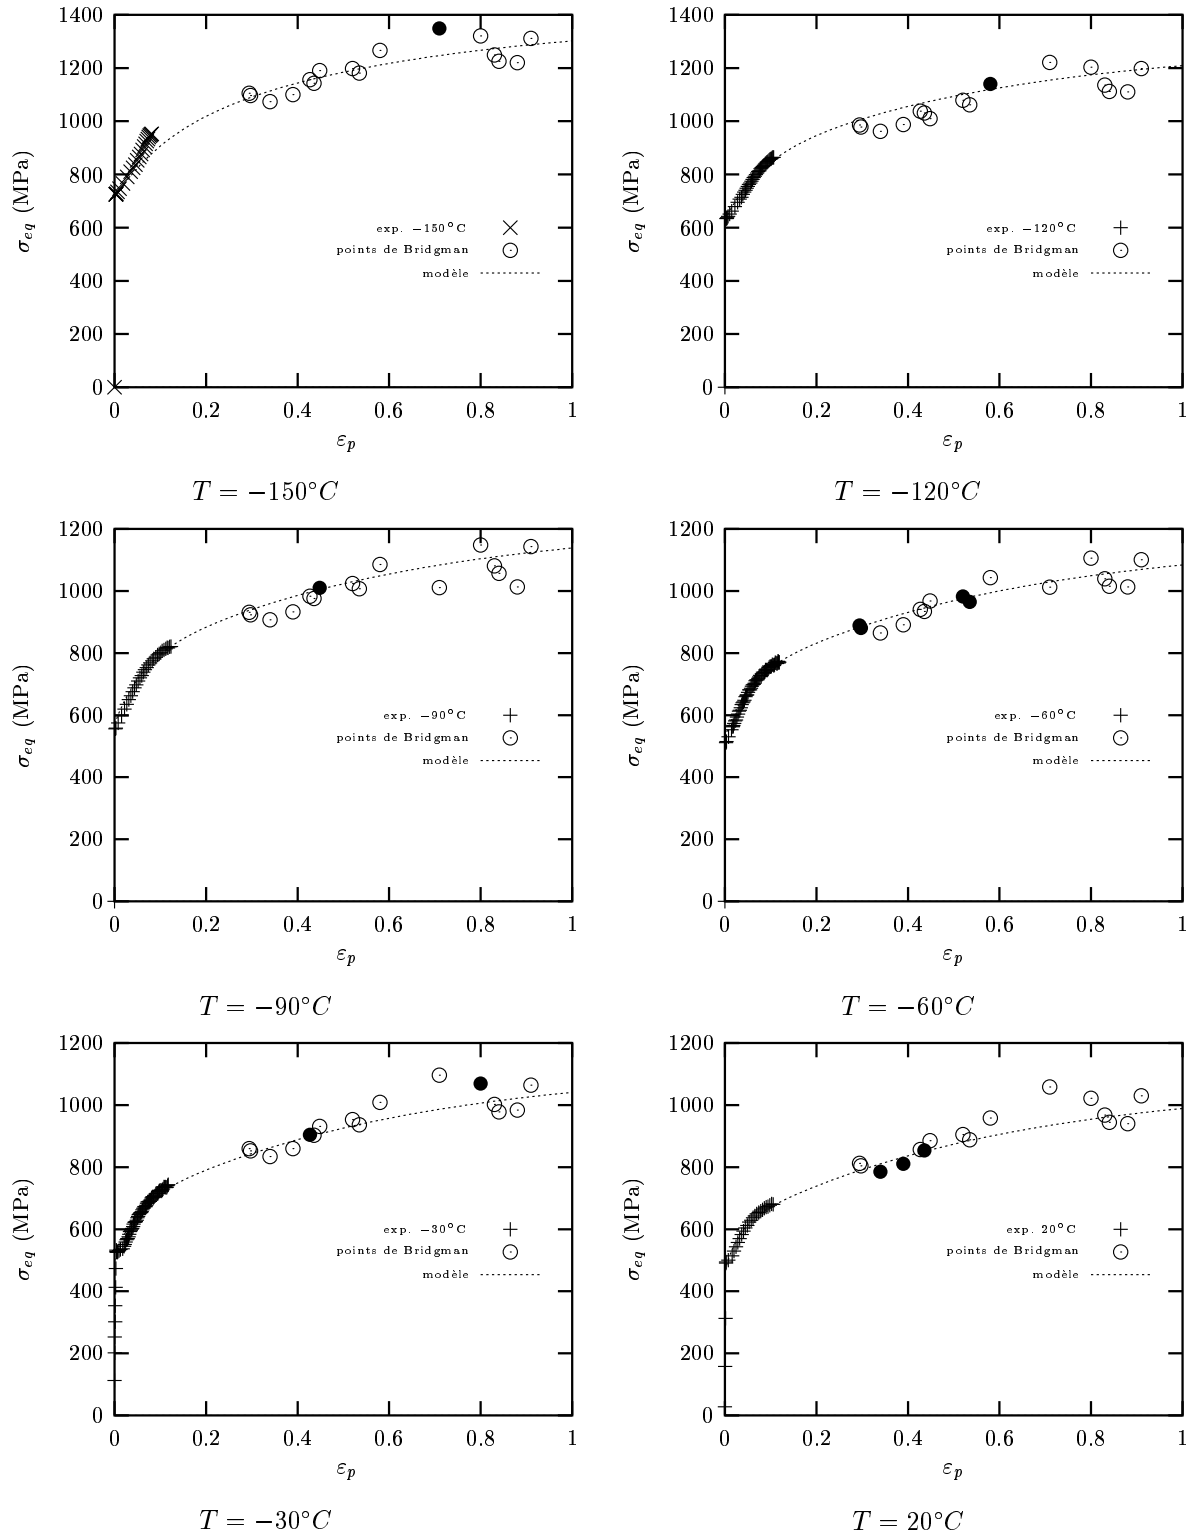 1400
1200
1000
800
600
400
200
0
σeq (MPa)
exp. −150°C
points de Bridgman
modèle
0 0.2 0.4 0.6 0.8 1
εp
T = −150°C
1400
1200
1000
800
600
400
200
0
σeq (MPa)
exp. −120°C
points de Bridgman
modèle
0 0.2 0.4 0.6 0.8 1
εp
T = −120°C
1200
1000
800
600
400
200
0
σeq (MPa)
exp. −90°C
points de Bridgman
modèle
0 0.2 0.4 0.6 0.8 1
εp
T = −90°C
1200
1000
800
600
400
200
0
σeq (MPa)
exp. −60°C
points de Bridgman
modèle
0 0.2 0.4 0.6 0.8 1
εp
T = −60°C
1200
1000
800
600
400
200
0
σeq (MPa)
exp. −30°C
points de Bridgman
modèle
0 0.2 0.4 0.6 0.8 1
εp
T = −30°C
1200
1000
800
600
400
200
0
σeq (MPa)
exp. 20°C
points de Bridgman
modèle
0 0.2 0.4 0.6 0.8 1
εp
T = 20°C